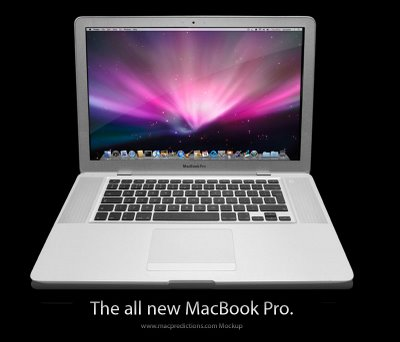 MacBook Pro
The all new MacBook Pro.
www.macpredictions.com Mockup